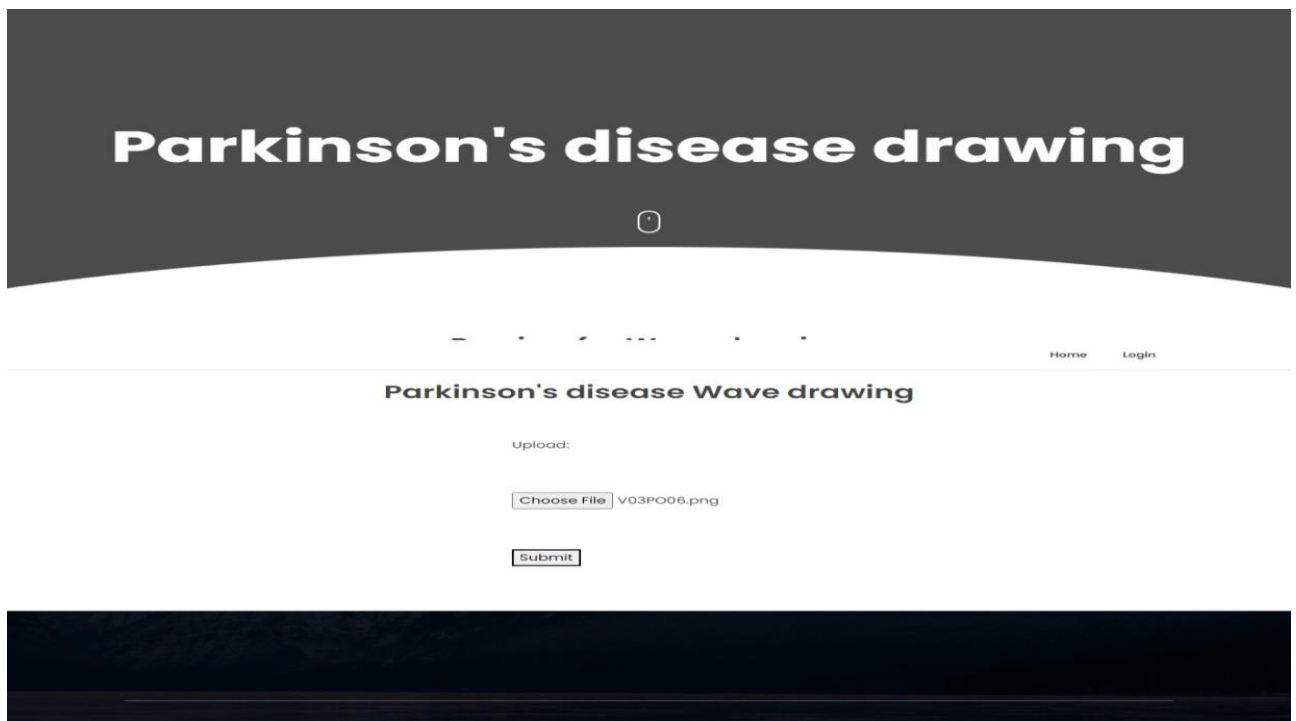 Parkinson's disease drawing
Home Login
Parkinson's disease Wave drawing
Upload:
Choose File V03PO06.png
Submit